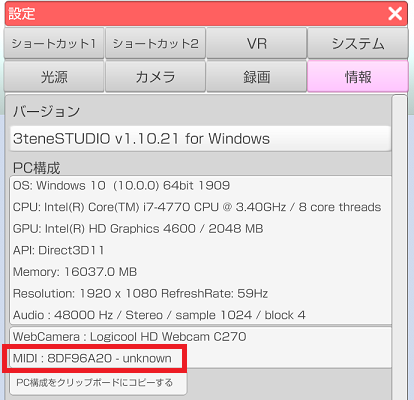 設定
ショートカット1 ショートカット2 VR システム
光源 カメラ 録画 情報
バージョン
3teneSTUDIO v1.10.21 for Windows
PC構成
OS: Windows 10 (10.0.0) 64bit 1909
CPU: Intel(R) Core(TM) i7-4770 CPU @ 3.40GHz / 8 core threads
GPU: Intel(R) HD Graphics 4600 / 2048 MB
API: Direct3D11
Memory: 16037.0 MB
Resolution: 1920 x 1080 RefreshRate: 59Hz
Audio : 48000 Hz / Stereo / sample 1024 / block 4
WebCamera : Logicool HD Webcam C270
MIDI : 8DF96A20 - unknown
PC構成をクリップボードにコピーする